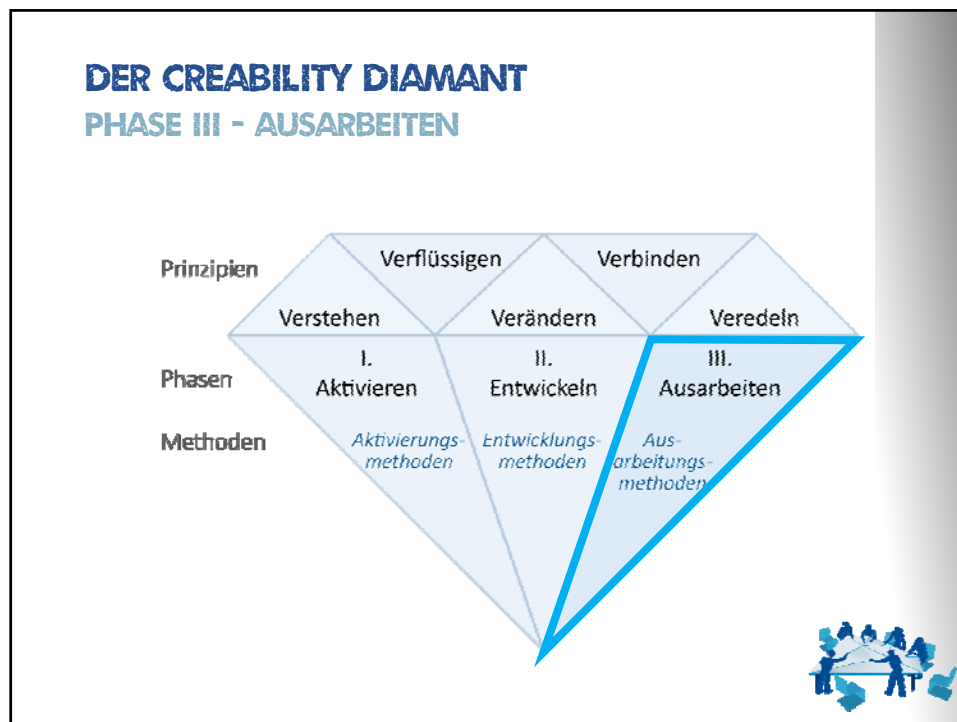 DER CREABILITY DIAMANT
PHASE III - AUSARBEITEN
Prinzipien
Verflüssigen
Verbinden
Verstehen
Verändern
Veredeln
Phasen
I.
Aktivieren
II.
Entwickeln
III.
Ausarbeiten
Methoden
Aktivierungs-
methoden
Entwicklungs-
methoden
Aus-
arbeitungs-
methoden